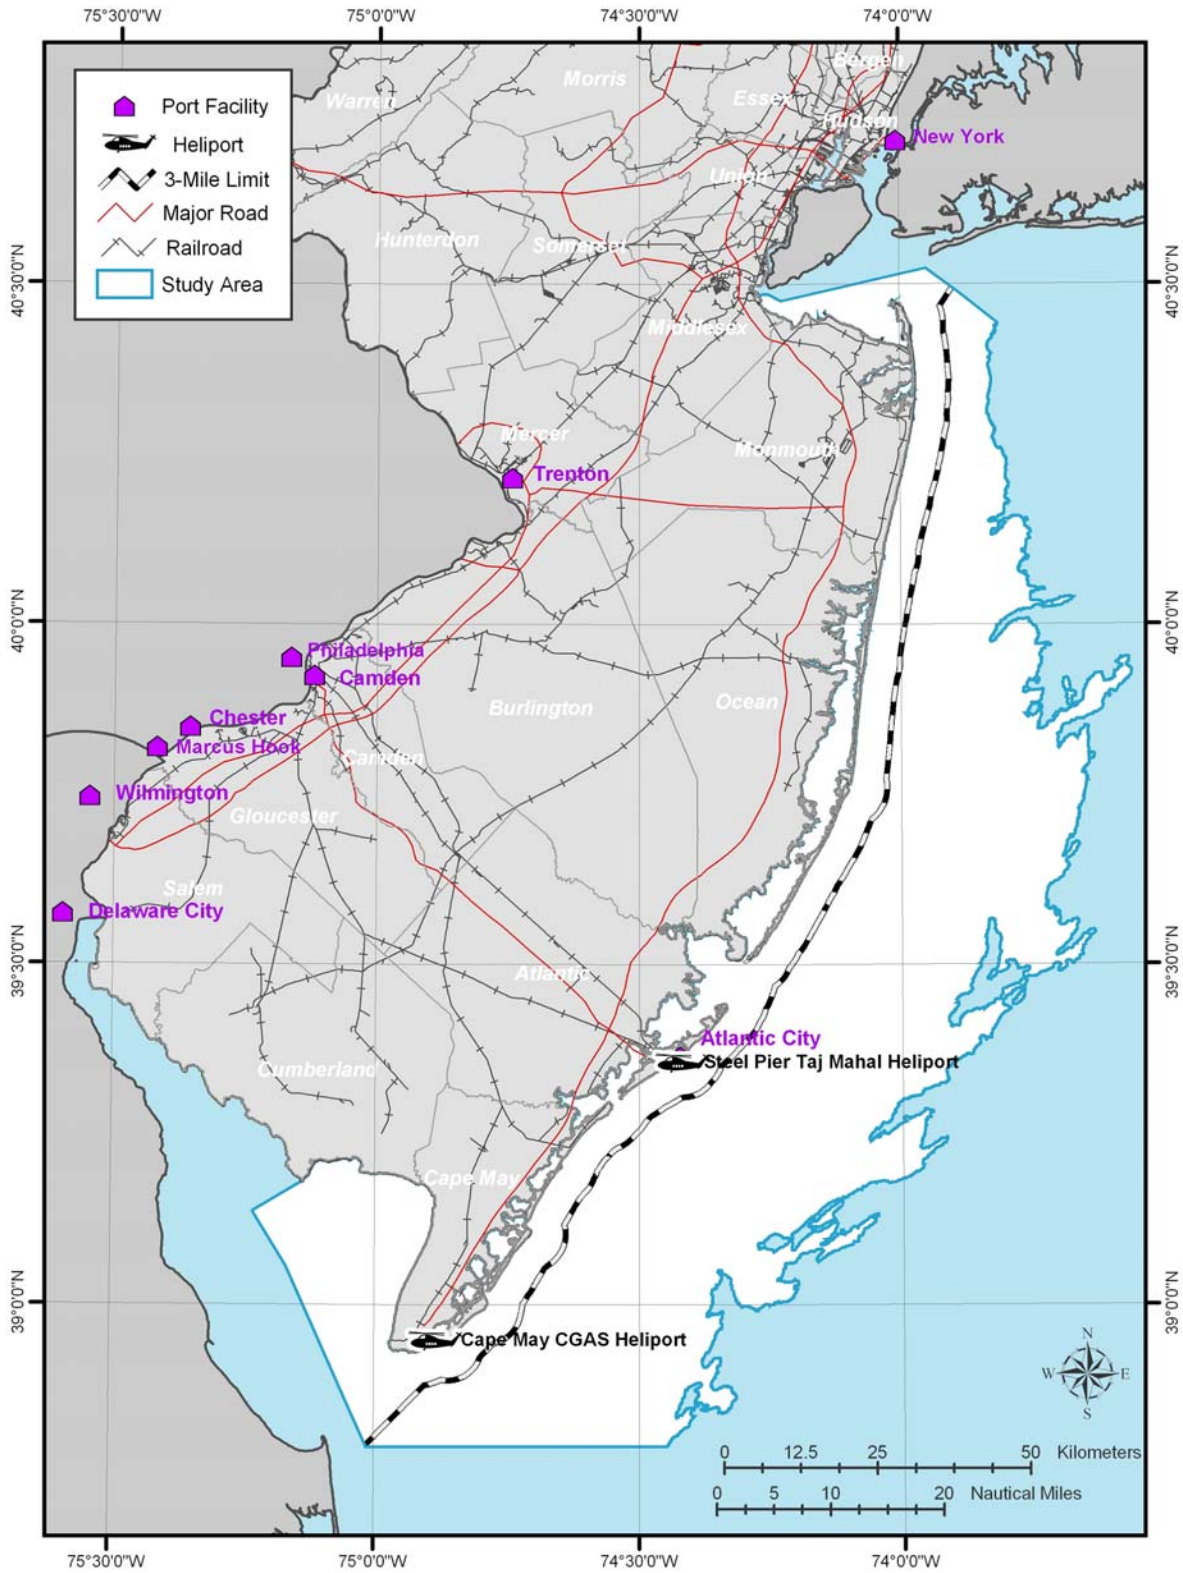 75°30'0"W 75°0'0"W 74°30'0"W 74°0'0"W
Port Facility
Heliport
3-Mile Limit
Major Road
Railroad
Study Area
Bergen
Morris
Essex
Warren
Hudson
New York
Union
Hunterdon
Somerset
40°30'0"N 40°30'0"N
Middlesex
Mercer
Monmouth
Trenton
40°0'0"N 40°0'0"N
Philadelphia
Camden
Burlington
Ocean
Chester
Marcus Hook
Camden
Wilmington
Gloucester
Salem
Delaware City
39°30'0"N 39°30'0"N
Atlantic
Atlantic City
Steel Pier Taj Mahal Heliport
Cumberland
Cape May
39°0'0"N 39°0'0"N
Cape May CGAS Heliport
N
W E
S
0 12.5 25 50 Kilometers
0 5 10 20 Nautical Miles
75°30'0"W 75°0'0"W 74°30'0"W 74°0'0"W